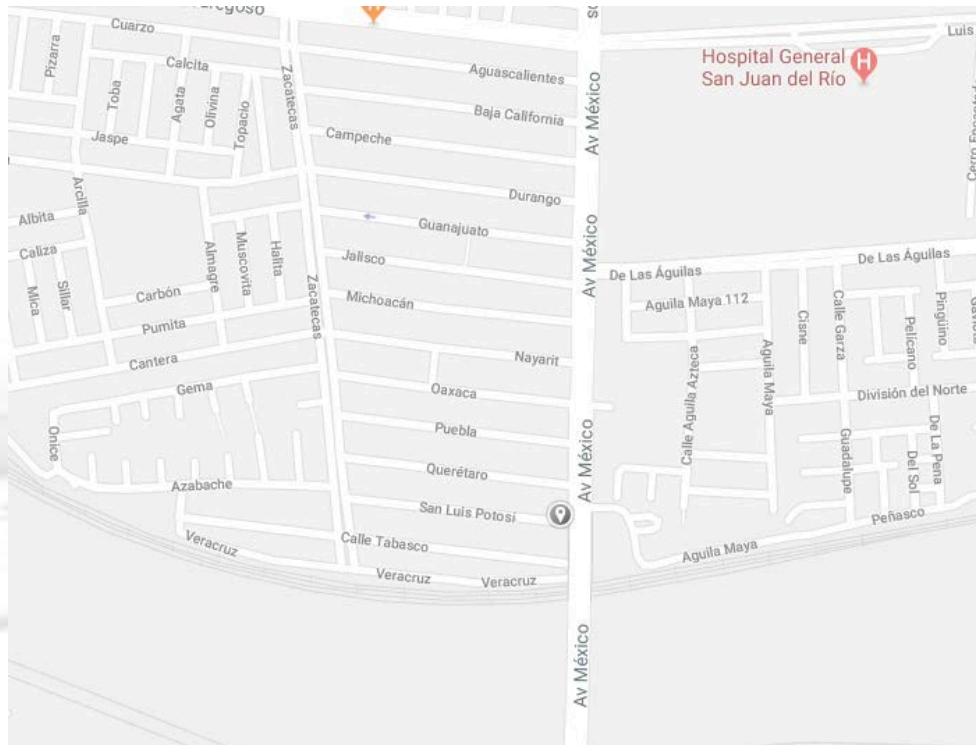 Cuarzo
Luis
Pizarra
Calcita
Aguascalientes
Hospital General
San Juan del Río
H
Toba
Agata
Olivina
Topacio
Zacatecas
Baja California
Av México
Jaspe
Campeche
Arcilla
Durango
Albita
Guanajuato
Av México
Caliza
Almagre
Muscovita
Halita
Jalisco
De Las Águilas
De Las Águilas
Mica
Sillar
Carbón
Zacatecas
Michoacán
Aguila Maya 112
Cisne
Calle Garza
Pelícano
Pingüino
Pumita
Cantera
Nayarit
Calle Aguila Azteca
Aguila Maya
Gema
Oaxaca
División del Norte
Onice
Puebla
Av México
Guadalupe
Del Sol
De La Pena
Querétaro
Azabache
San Luis Potosí
Peñasco
Veracruz
Calle Tabasco
Aguila Maya
Veracruz
Veracruz
Av México